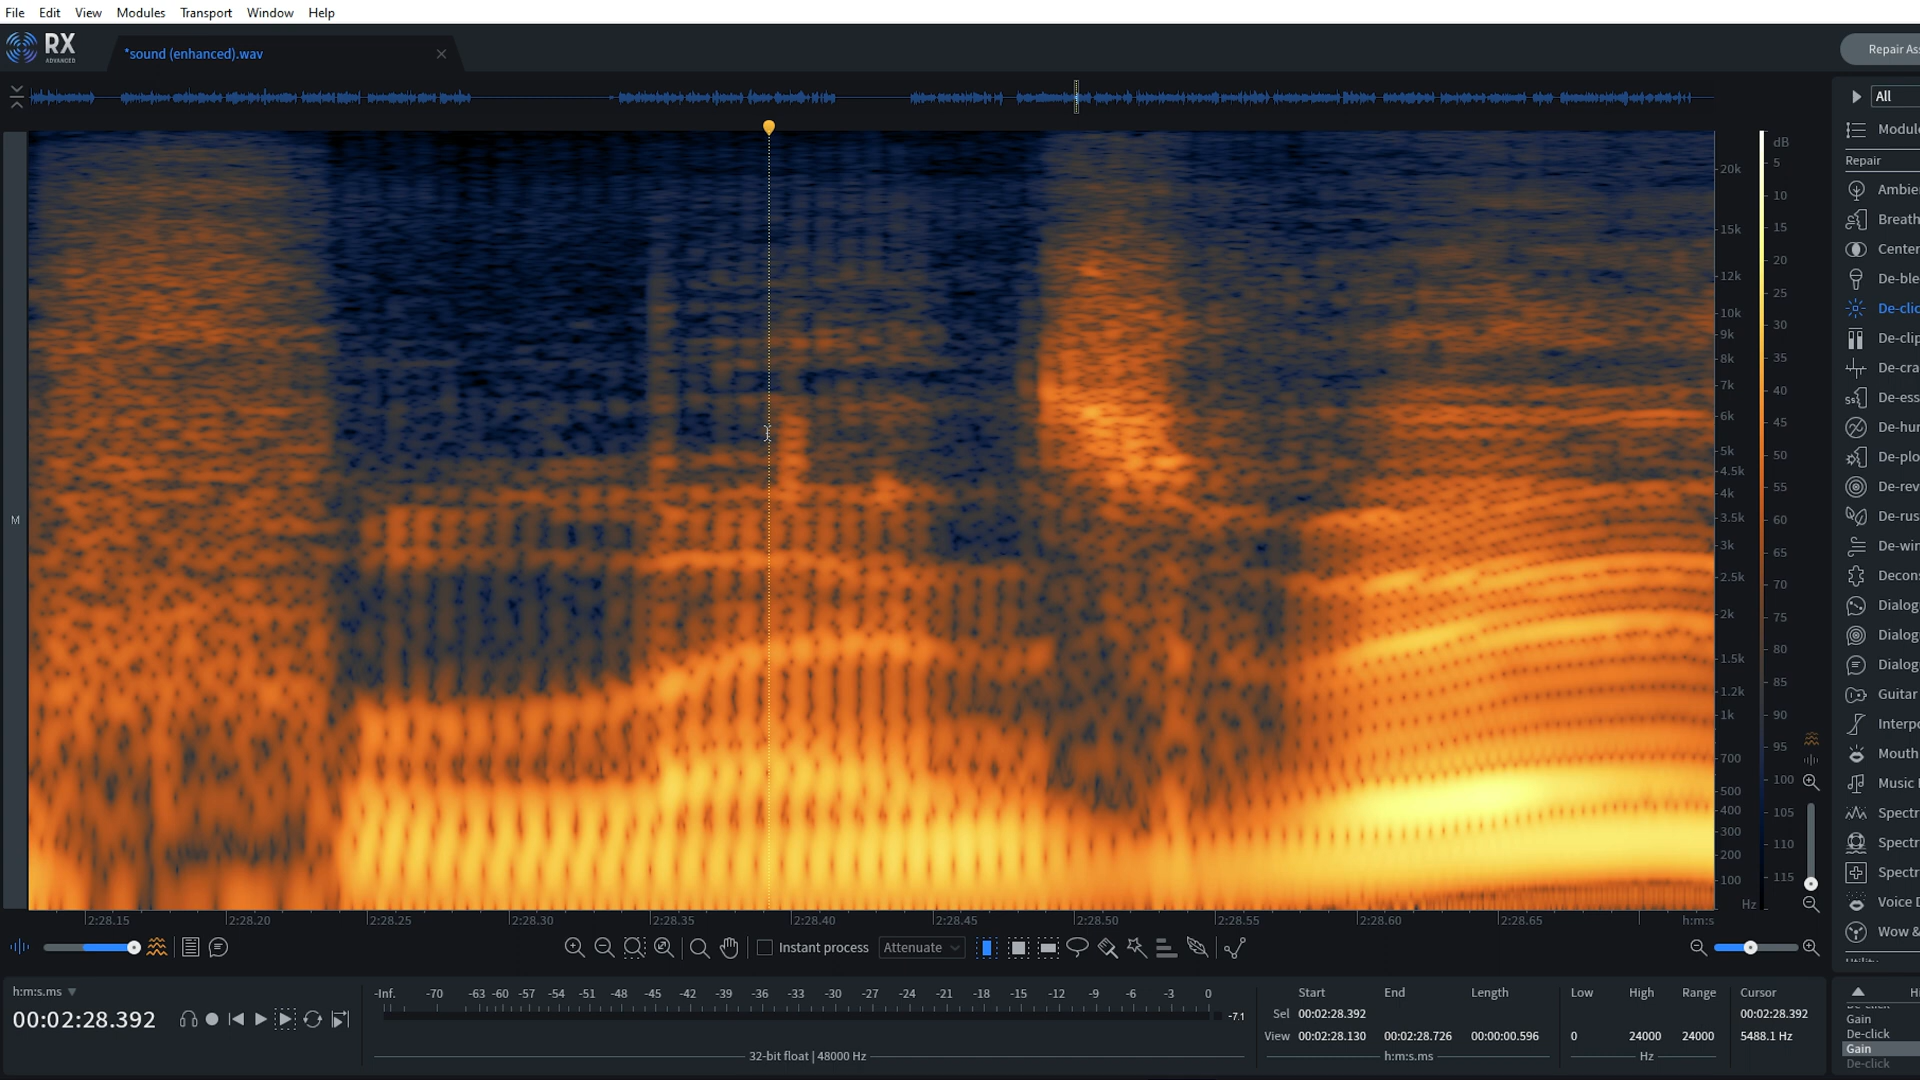 File Edit View Modules Transport Window Help
RX
ADVANCED
*sound (enhanced).wav
Repair Ass
All
Module
Repair
Ambie
Breath
Center
De-ble
De-clic
De-clip
De-cra
De-ess
De-hum
De-plo
De-rev
De-rus
De-win
Decons
Dialog
Dialog
Dialog
Guitar
Interpo
Mouth
Music
Spectr
Spectr
Spectr
Voice D
Wow &
M
dB
5
10
15
20
25
30
35
40
45
50
55
60
65
70
75
80
85
90
95
100
105
110
115
20k
15k
12k
10k
9k
8k
7k
6k
5k
4.5k
4k
3.5k
3k
2.5k
2k
1.5k
1.2k
1k
700
500
400
300
200
100
Hz
2:28.15 2:28.20 2:28.25 2:28.30 2:28.35 2:28.40 2:28.45 2:28.50 2:28.55 2:28.60 2:28.65 h:m:s
Instant process Attenuate
h:m:s.ms
00:02:28.392
-Inf. -70 -63 -60 -57 -54 -51 -48 -45 -42 -39 -36 -33 -30 -27 -24 -21 -18 -15 -12 -9 -6 -3 0
-7.1
32-bit float | 48000 Hz
Start End Length
Sel 00:02:28.392
View 00:02:28.130 00:02:28.726 00:00:00.596
h:m:s.ms
Low High Range
0 24000 24000
Hz
Cursor
00:02:28.392
5488.1 Hz
Hi
De-click
Gain
De-click
Gain
De-click